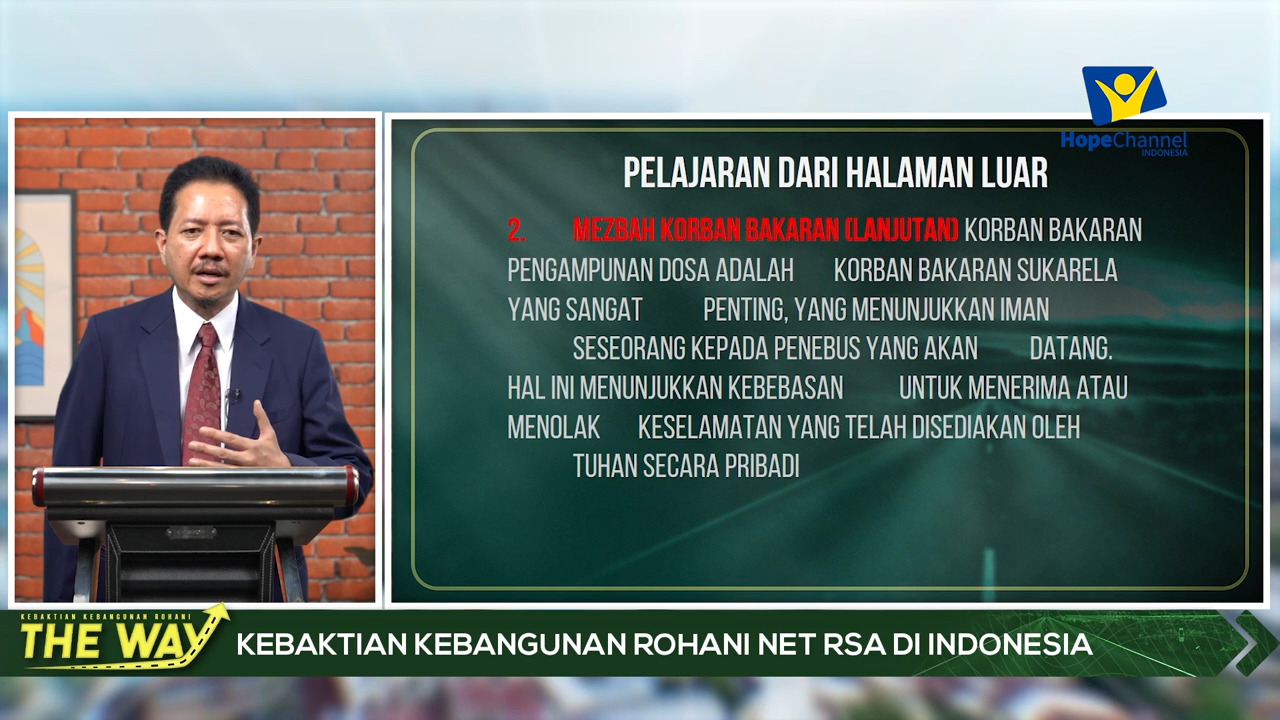 HopeChannel
INDONESIA
PELAJARAN DARI HALAMAN LUAR
2. MEZBAH KORBAN BAKARAN (LANJUTAN) KORBAN BAKARAN
PENGAMPUNAN DOSA ADALAH KORBAN BAKARAN SUKARELA
YANG SANGAT PENTING, YANG MENUNJUKKAN IMAN
SESEORANG KEPADA PENEBUS YANG AKAN DATANG.
HAL INI MENUNJUKKAN KEBEBASAN UNTUK MENERIMA ATAU
MENOLAK KESELAMATAN YANG TELAH DISEDIAKAN OLEH
TUHAN SECARA PRIBADI
KEBAKTIAN KEBANGUNAN ROHANI
THE WAY
KEBAKTIAN KEBANGUNAN ROHANI NET RSA DI INDONESIA